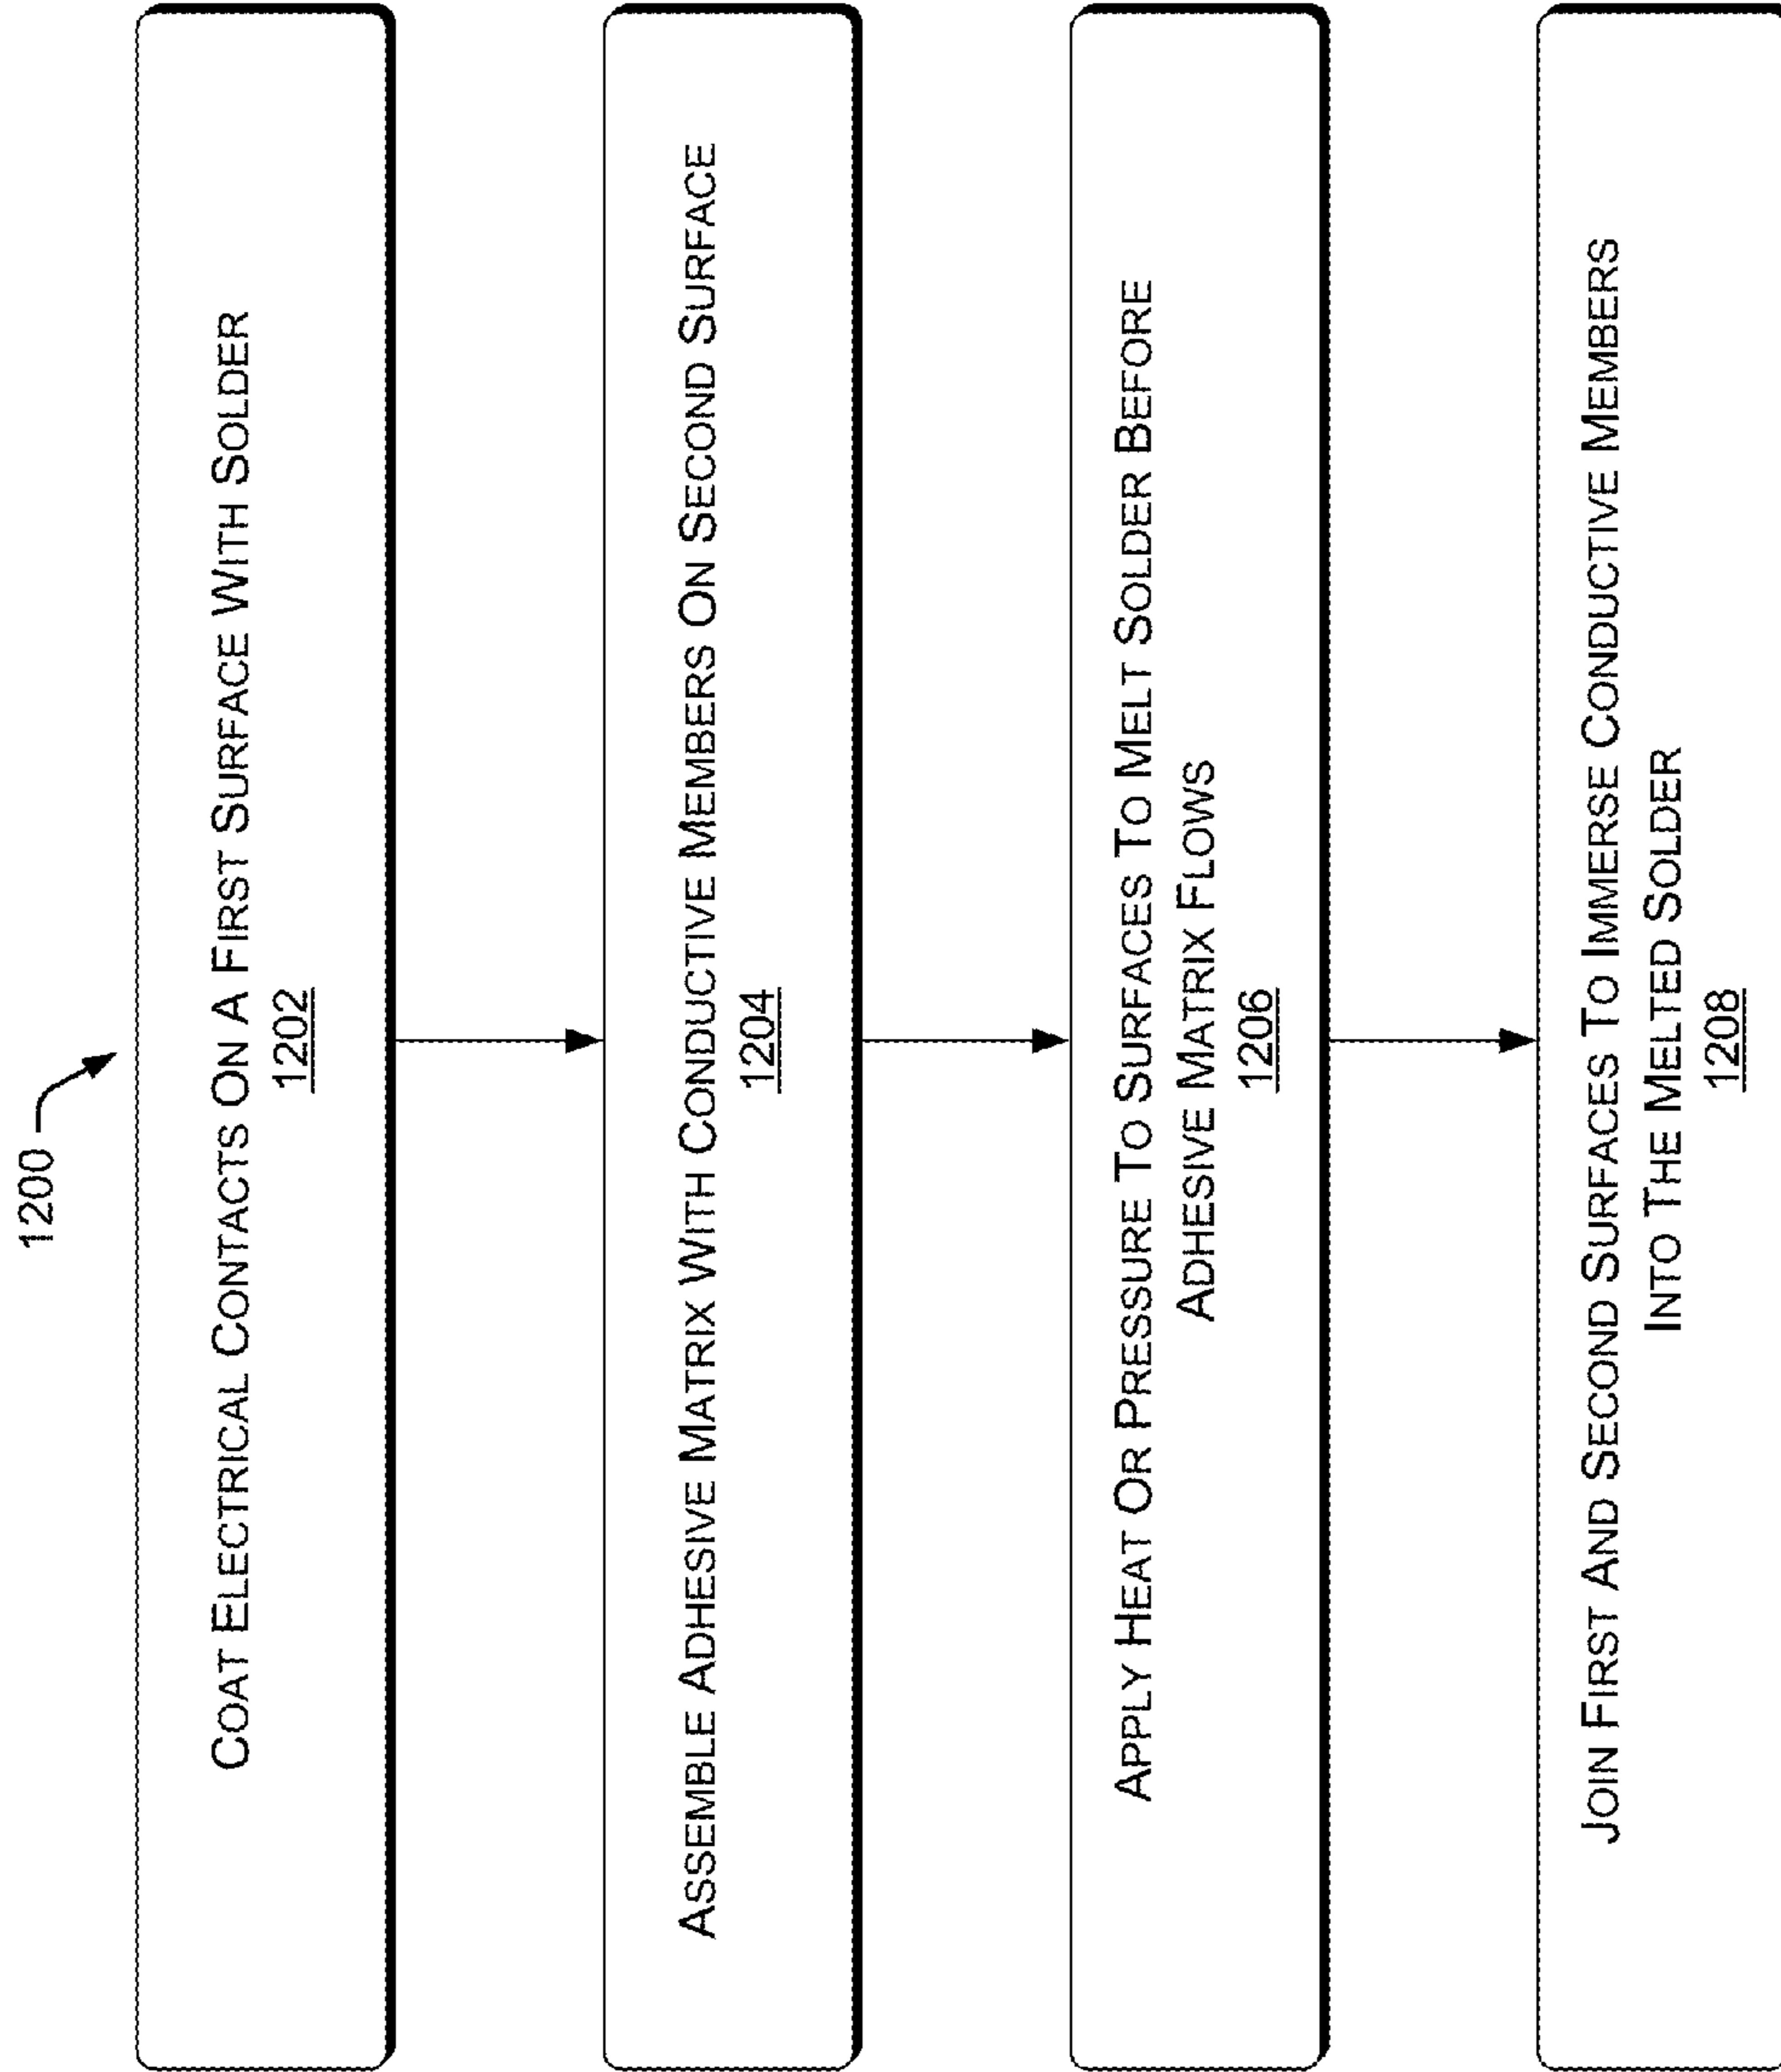 1200
COAT ELECTRICAL CONTACTS ON A FIRST SURFACE WITH SOLDER
1202
ASSEMBLE ADHESIVE MATRIX WITH CONDUCTIVE MEMBERS ON SECOND SURFACE
1204
APPLY HEAT OR PRESSURE TO SURFACES TO MELT SOLDER BEFORE
ADHESIVE MATRIX FLOWS
1206
JOIN FIRST AND SECOND SURFACES TO IMMERSE CONDUCTIVE MEMBERS
INTO THE MELTED SOLDER
1208